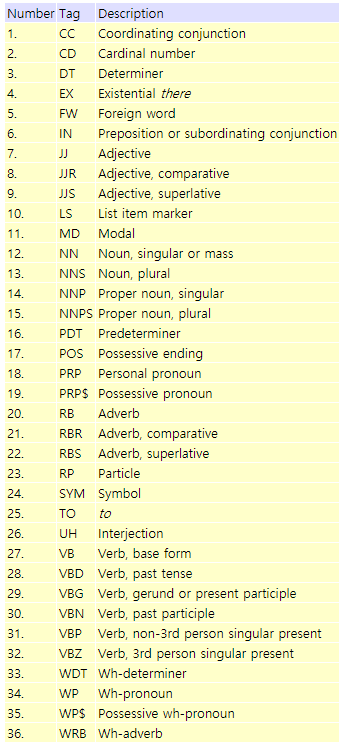 Number Tag Description
1. CC Coordinating conjunction
2. CD Cardinal number
3. DT Determiner
4. EX Existential there
5. FW Foreign word
6. IN Preposition or subordinating conjunction
7. JJ Adjective
8. JJR Adjective, comparative
9. JJS Adjective, superlative
10. LS List item marker
11. MD Modal
12. NN Noun, singular or mass
13. NNS Noun, plural
14. NNP Proper noun, singular
15. NNPS Proper noun, plural
16. PDT Predeterminer
17. POS Possessive ending
18. PRP Personal pronoun
19. PRP$ Possessive pronoun
20. RB Adverb
21. RBR Adverb, comparative
22. RBS Adverb, superlative
23. RP Particle
24. SYM Symbol
25. TO to
26. UH Interjection
27. VB Verb, base form
28. VBD Verb, past tense
29. VBG Verb, gerund or present participle
30. VBN Verb, past participle
31. VBP Verb, non-3rd person singular present
32. VBZ Verb, 3rd person singular present
33. WDT Wh-determiner
34. WP Wh-pronoun
35. WP$ Possessive wh-pronoun
36. WRB Wh-adverb